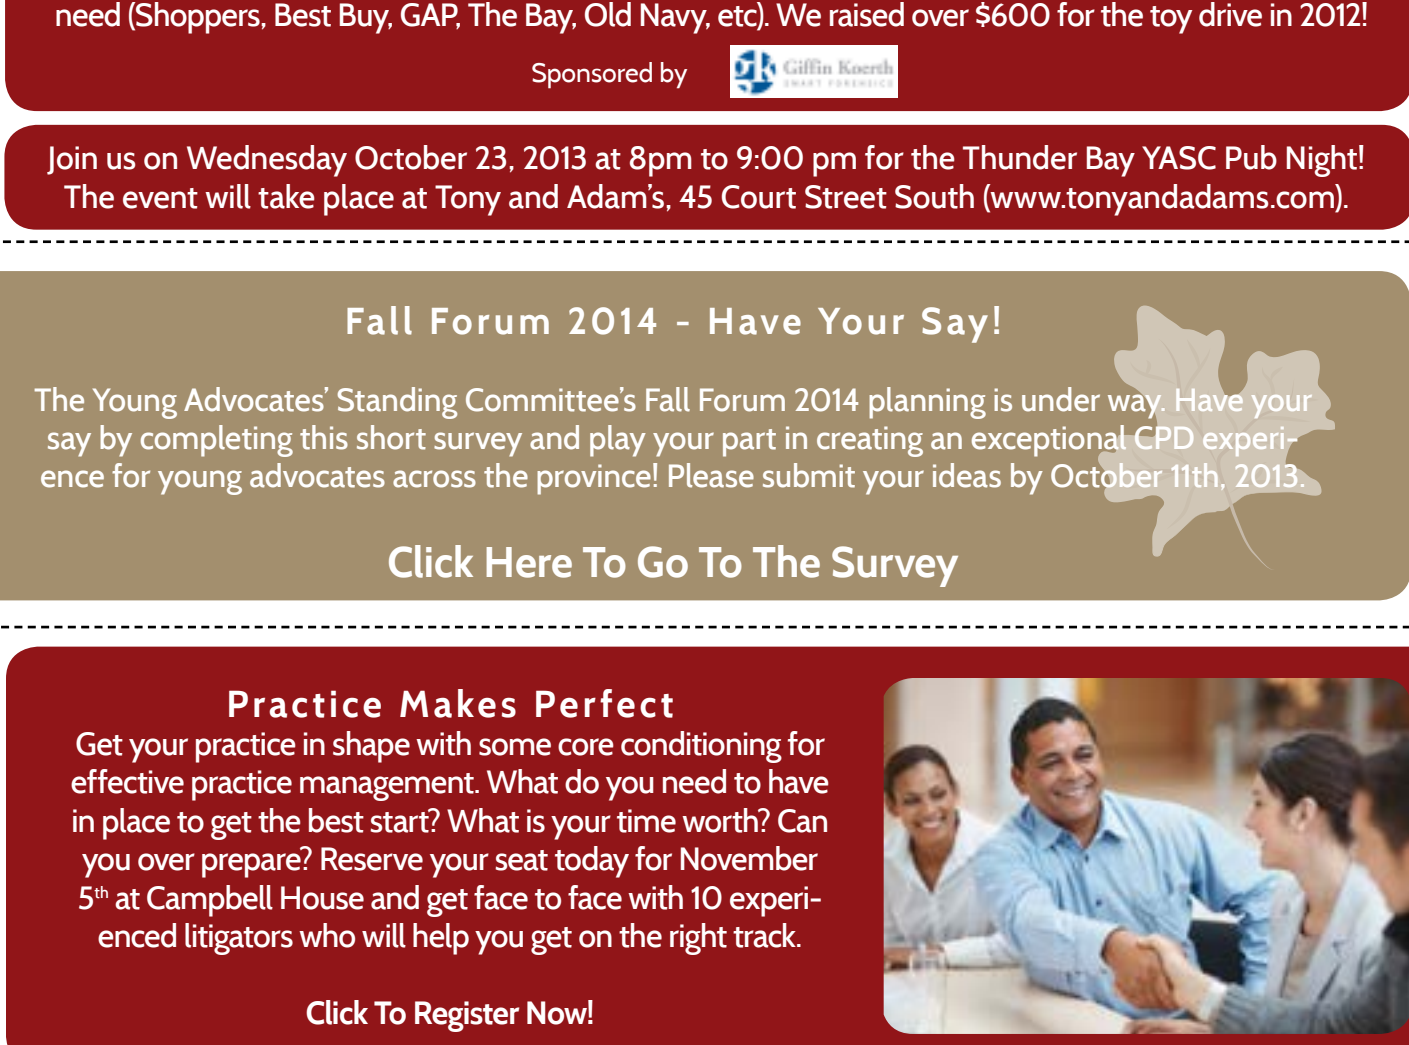 need (Shoppers, Best Buy, GAP, The Bay, Old Navy, etc). We raised over $600 for the toy drive in 2012!
Sponsored by
gk Giffin Koerth
SMART FORENSICS
Join us on Wednesday October 23, 2013 at 8pm to 9:00 pm for the Thunder Bay YASC Pub Night!
The event will take place at Tony and Adam's, 45 Court Street South (www.tonyandadams.com).
Fall Forum 2014 - Have Your Say!
The Young Advocates' Standing Committee's Fall Forum 2014 planning is under way. Have your
say by completing this short survey and play your part in creating an exceptional CPD experi-
ence for young advocates across the province! Please submit your ideas by October 11th, 2013.
Click Here To Go To The Survey
Practice Makes Perfect
Get your practice in shape with some core conditioning for
effective practice management. What do you need to have
in place to get the best start? What is your time worth? Can
you over prepare? Reserve your seat today for November
5th at Campbell House and get face to face with 10 experi-
enced litigators who will help you get on the right track.
Click To Register Now!